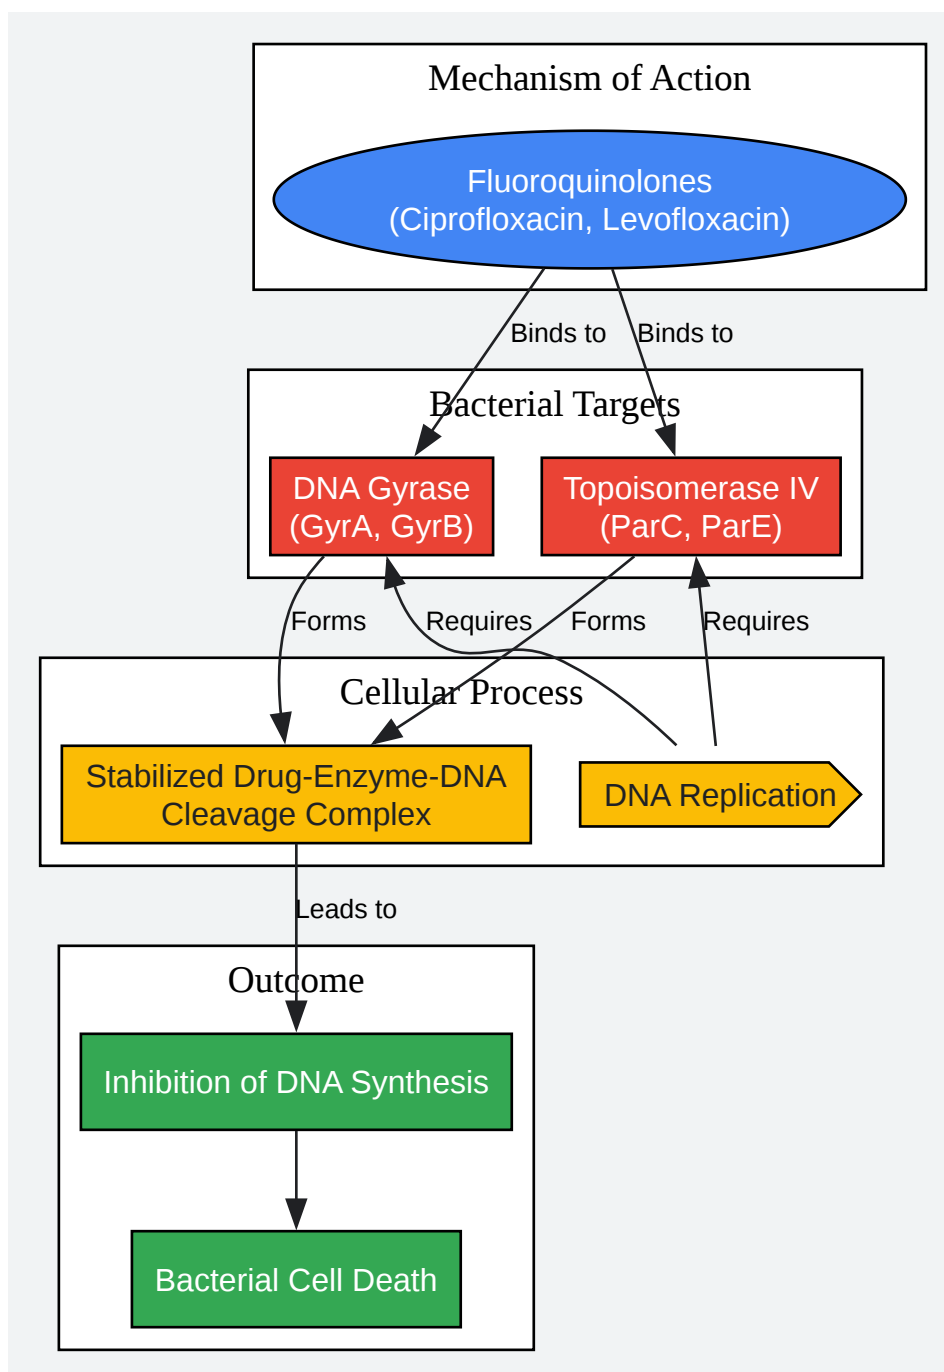 Mechanism of Action
Fluoroquinolones
(Ciprofloxacin, Levofloxacin)
Binds to
Binds to
Bacterial Targets
DNA Gyrase
(GyrA, GyrB)
Topoisomerase IV
(ParC, ParE)
Forms
Requires
Forms
Requires
Cellular Process
Stabilized Drug-Enzyme-DNA
Cleavage Complex
DNA Replication
Leads to
Outcome
Inhibition of DNA Synthesis
Bacterial Cell Death